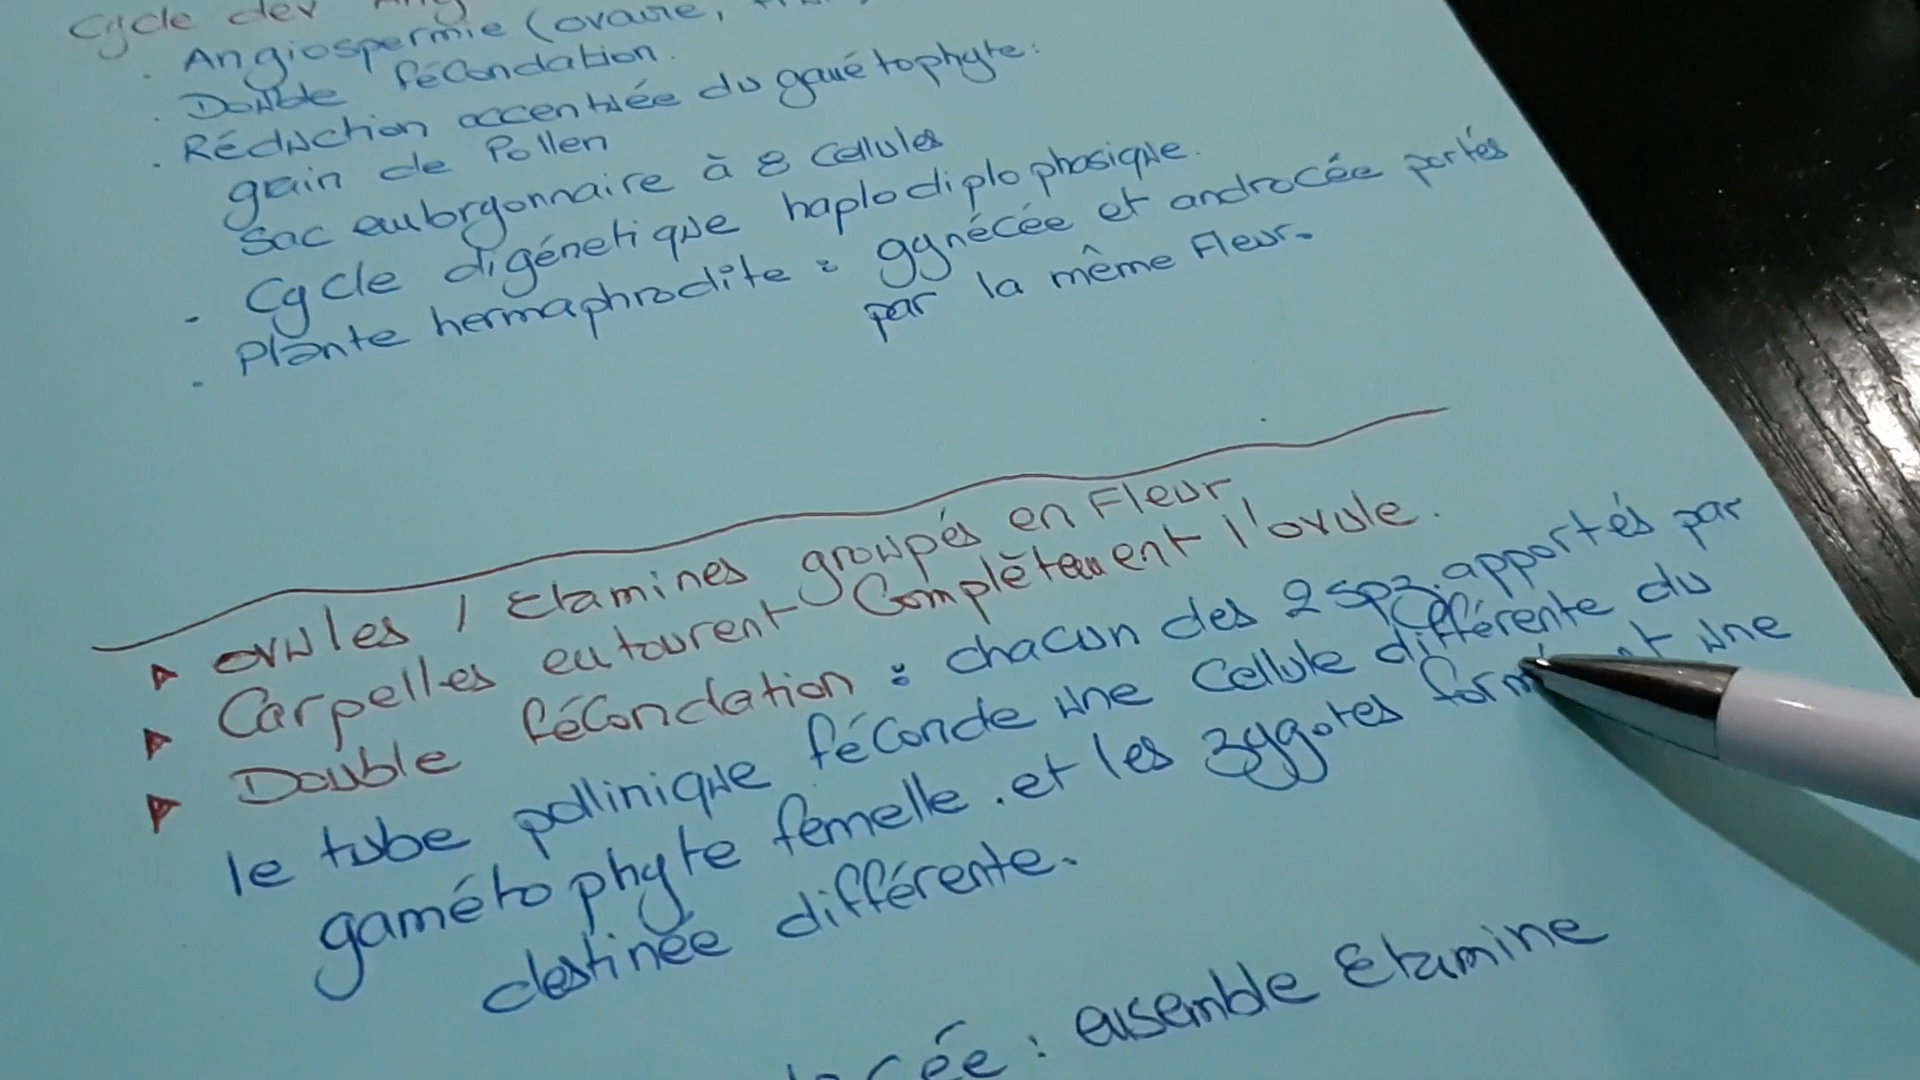 Cycle der Ang
. Angiospermie (ovaire,
. Double fécondation.
. Réduction accentuée du gamétophyte:
grain de Pollen
Sac embryonnaire à 8 cellules
- Cycle digénétique haplodiplophasique.
- Plante hermaphrodite : gynécée et androcée portés
par la même Fleur.
ovules / Etamines groupés en Fleur,
Carpelles entourent Complètement l'ovule.
Double fécondation : chacun des 2 spz. apportés par
le tube pollinique féconde une Cellule différente du
gamétophyte femelle. et les zygotes une
destinée différente.
cée : ensemble Etamine